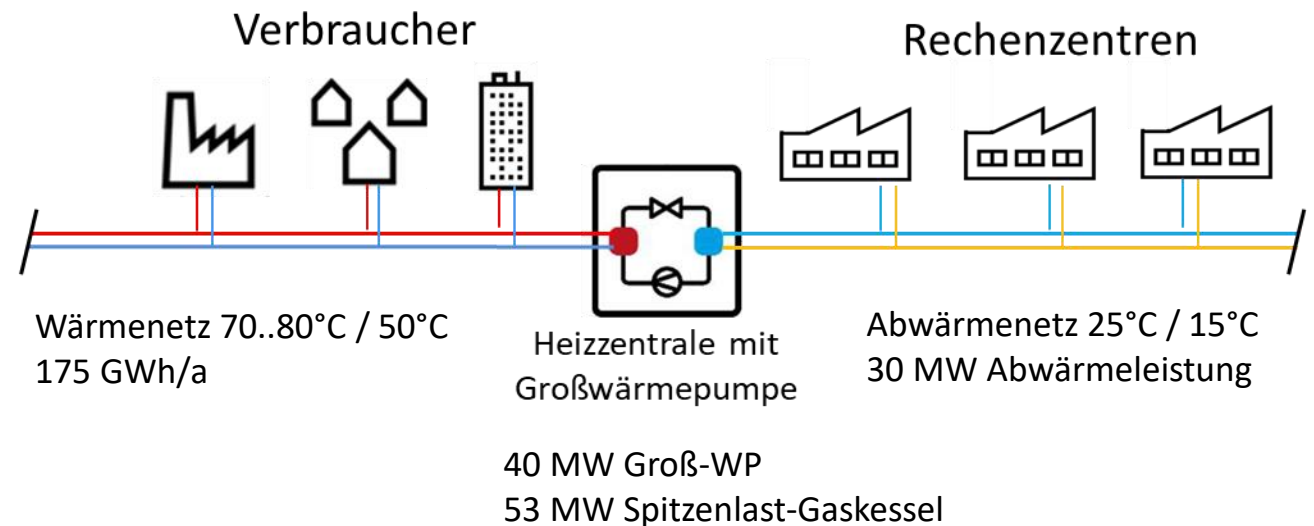 Verbraucher
Rechenzentren
Wärmenetz 70..80°C / 50°C
175 GWh/a
Heizzentrale mit
Großwärmepumpe
Abwärmenetz 25°C / 15°C
30 MW Abwärmeleistung
40 MW Groß-WP
53 MW Spitzenlast-Gaskessel